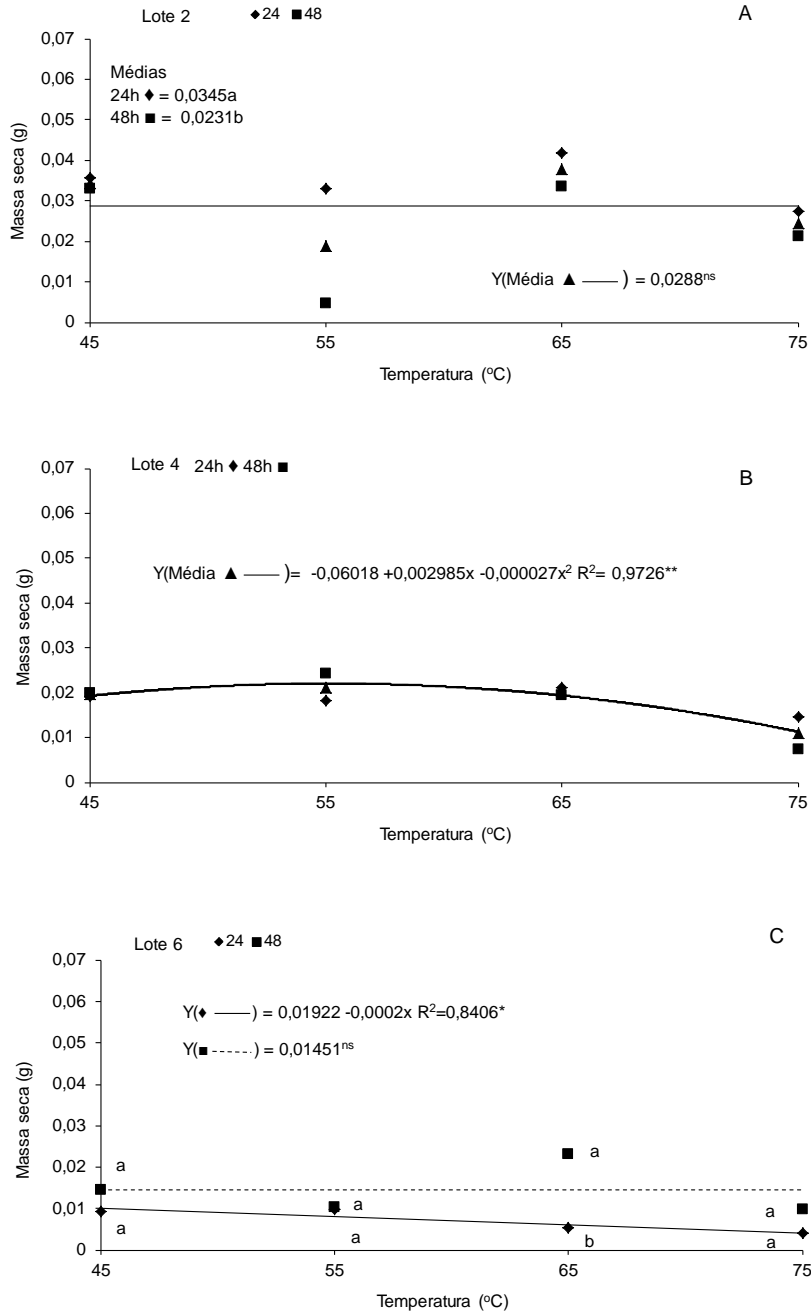 Lote 2 ♦24 ■48
A
0,07
0,06
0,05
0,04
0,03
0,02
0,01
0
Massa seca (g)
Médias
24h ♦ = 0,0345a
48h ■ = 0,0231b
Y(Média ▲ —— ) = 0,0288ns
45 55 65 75
Temperatura (ºC)
Lote 4 24h ♦ 48h ■
B
0,07
0,06
0,05
0,04
0,03
0,02
0,01
0
Massa seca (g)
Y(Média ▲ —— )= -0,06018 +0,002985x -0,000027x² R²= 0,9726**
45 55 65 75
Temperatura (ºC)
Lote 6 ♦24 ■48
C
0,07
0,06
0,05
0,04
0,03
0,02
0,01
0
Massa seca (g)
Y(♦ ——) = 0,01922 -0,0002x R²=0,8406*
Y(■ ------) = 0,01451ns
a a
a a
a a b a
45 55 65 75
Temperatura (ºC)